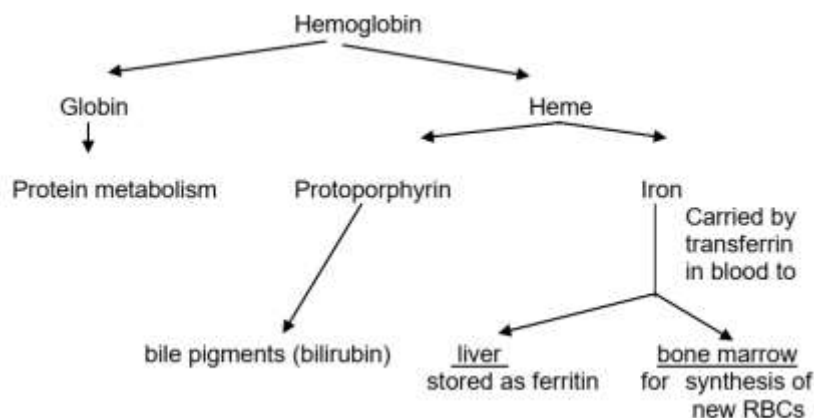 Hemoglobin
Globin
Heme
Protein metabolism
Protoporphyrin
Iron
Carried by
transferrin
in blood to
bile pigments (bilirubin)
liver
stored as ferritin
bone marrow
for synthesis of
new RBCs